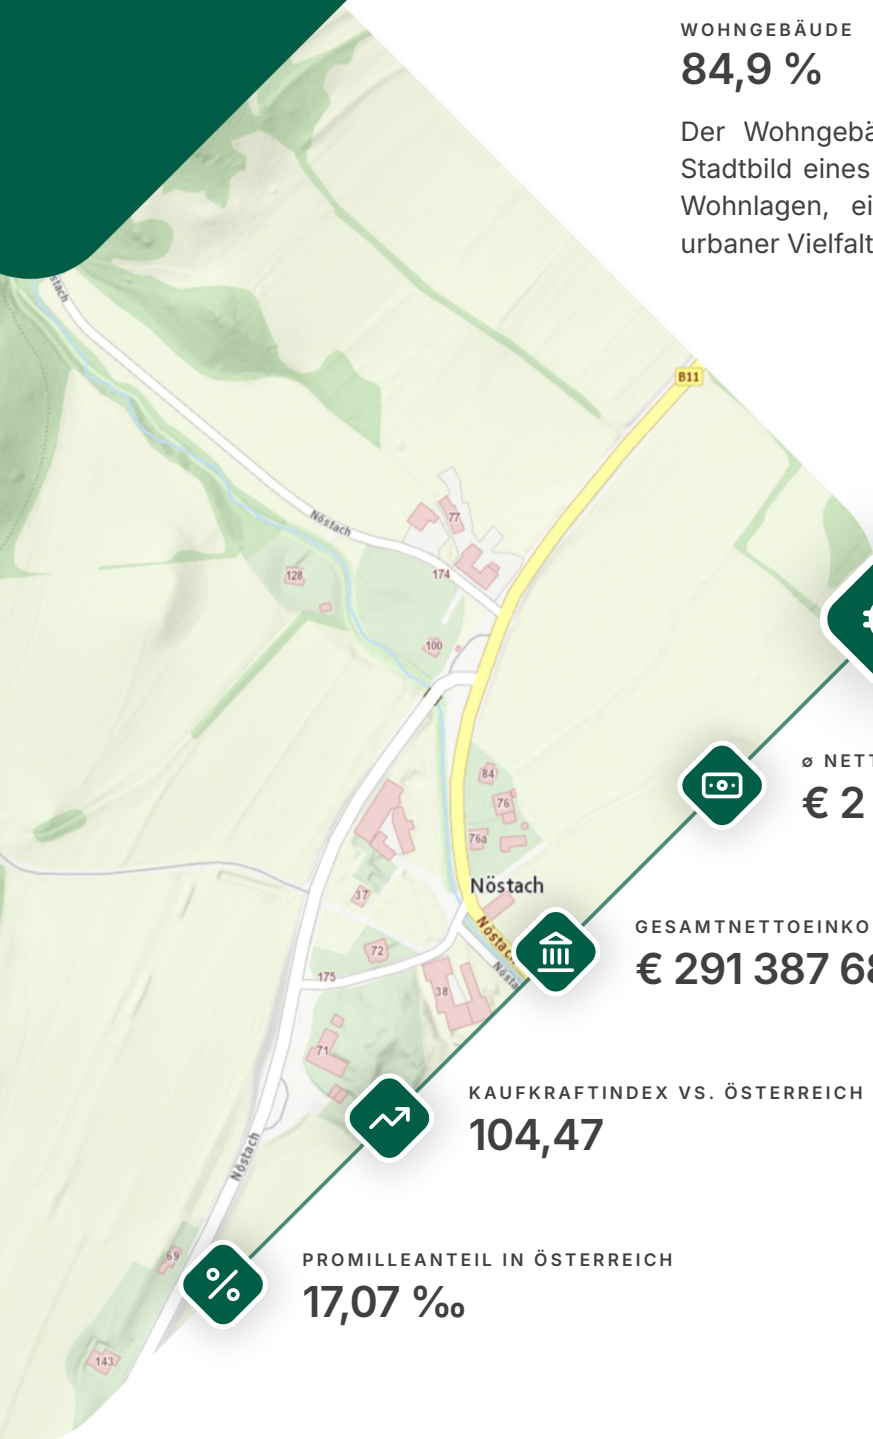 WOHNGEBÄUDE
84,9 %
Der Wohngebä
Stadtbild eines
Wohnlagen, ei
urbaner Vielfalt
stach
B11
Nöstach
77
128
174
100
84
76
76a
Nöstach
37
Nöstach
72
Nösta
175
38
71
Nöstach
69
143
ø NETT
€ 2
GESAMTNETTOEINKO
€ 291 387 68
KAUFKRAFTINDEX VS. ÖSTERREICH
104,47
PROMILLEANTEIL IN ÖSTERREICH
17,07 ‰